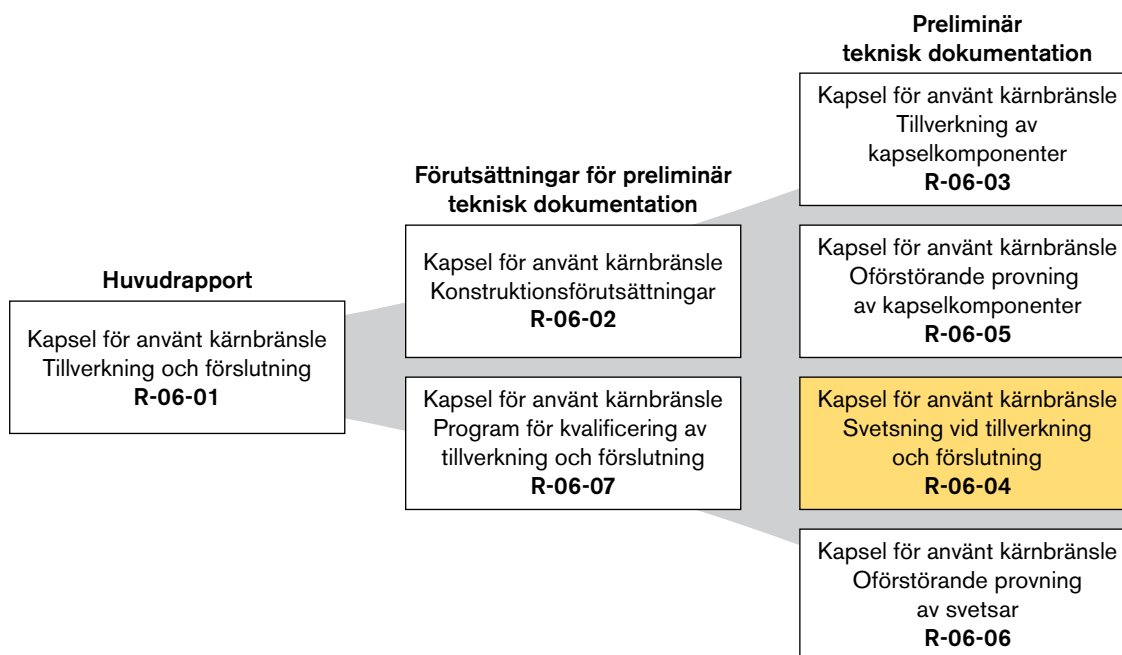 Huvudrapport
Kapsel för använt kärnbränsle
Tillverkning och förslutning
R-06-01
Förutsättningar för preliminär
teknisk dokumentation
Kapsel för använt kärnbränsle
Konstruktionsförutsättningar
R-06-02
Kapsel för använt kärnbränsle
Program för kvalificering av
tillverkning och förslutning
R-06-07
Preliminär
teknisk dokumentation
Kapsel för använt kärnbränsle
Tillverkning av
kapselkomponenter
R-06-03
Kapsel för använt kärnbränsle
Oförstörande provning
av kapselkomponenter
R-06-05
Kapsel för använt kärnbränsle
Svetsning vid tillverkning
och förslutning
R-06-04
Kapsel för använt kärnbränsle
Oförstörande provning
av svetsar
R-06-06